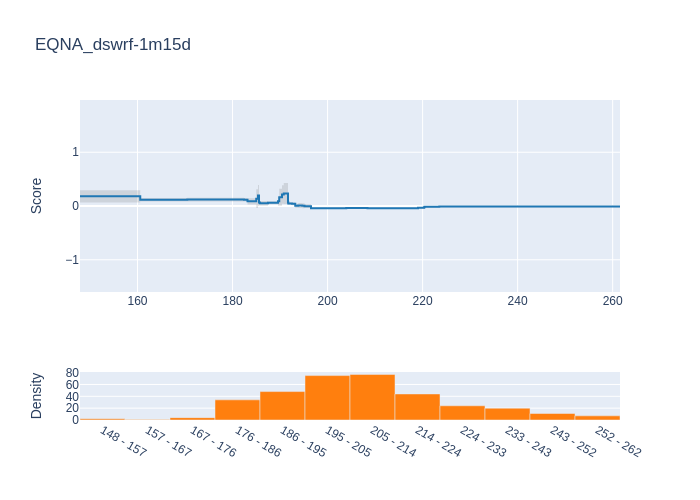 EQNA_dswrf-1m15d
Score
1
0
−1
160 180 200 220 240 260
Density
80
60
40
20
0
148 - 157 157 - 167 167 - 176 176 - 186 186 - 195 195 - 205 205 - 214 214 - 224 224 - 233 233 - 243 243 - 252 252 - 262